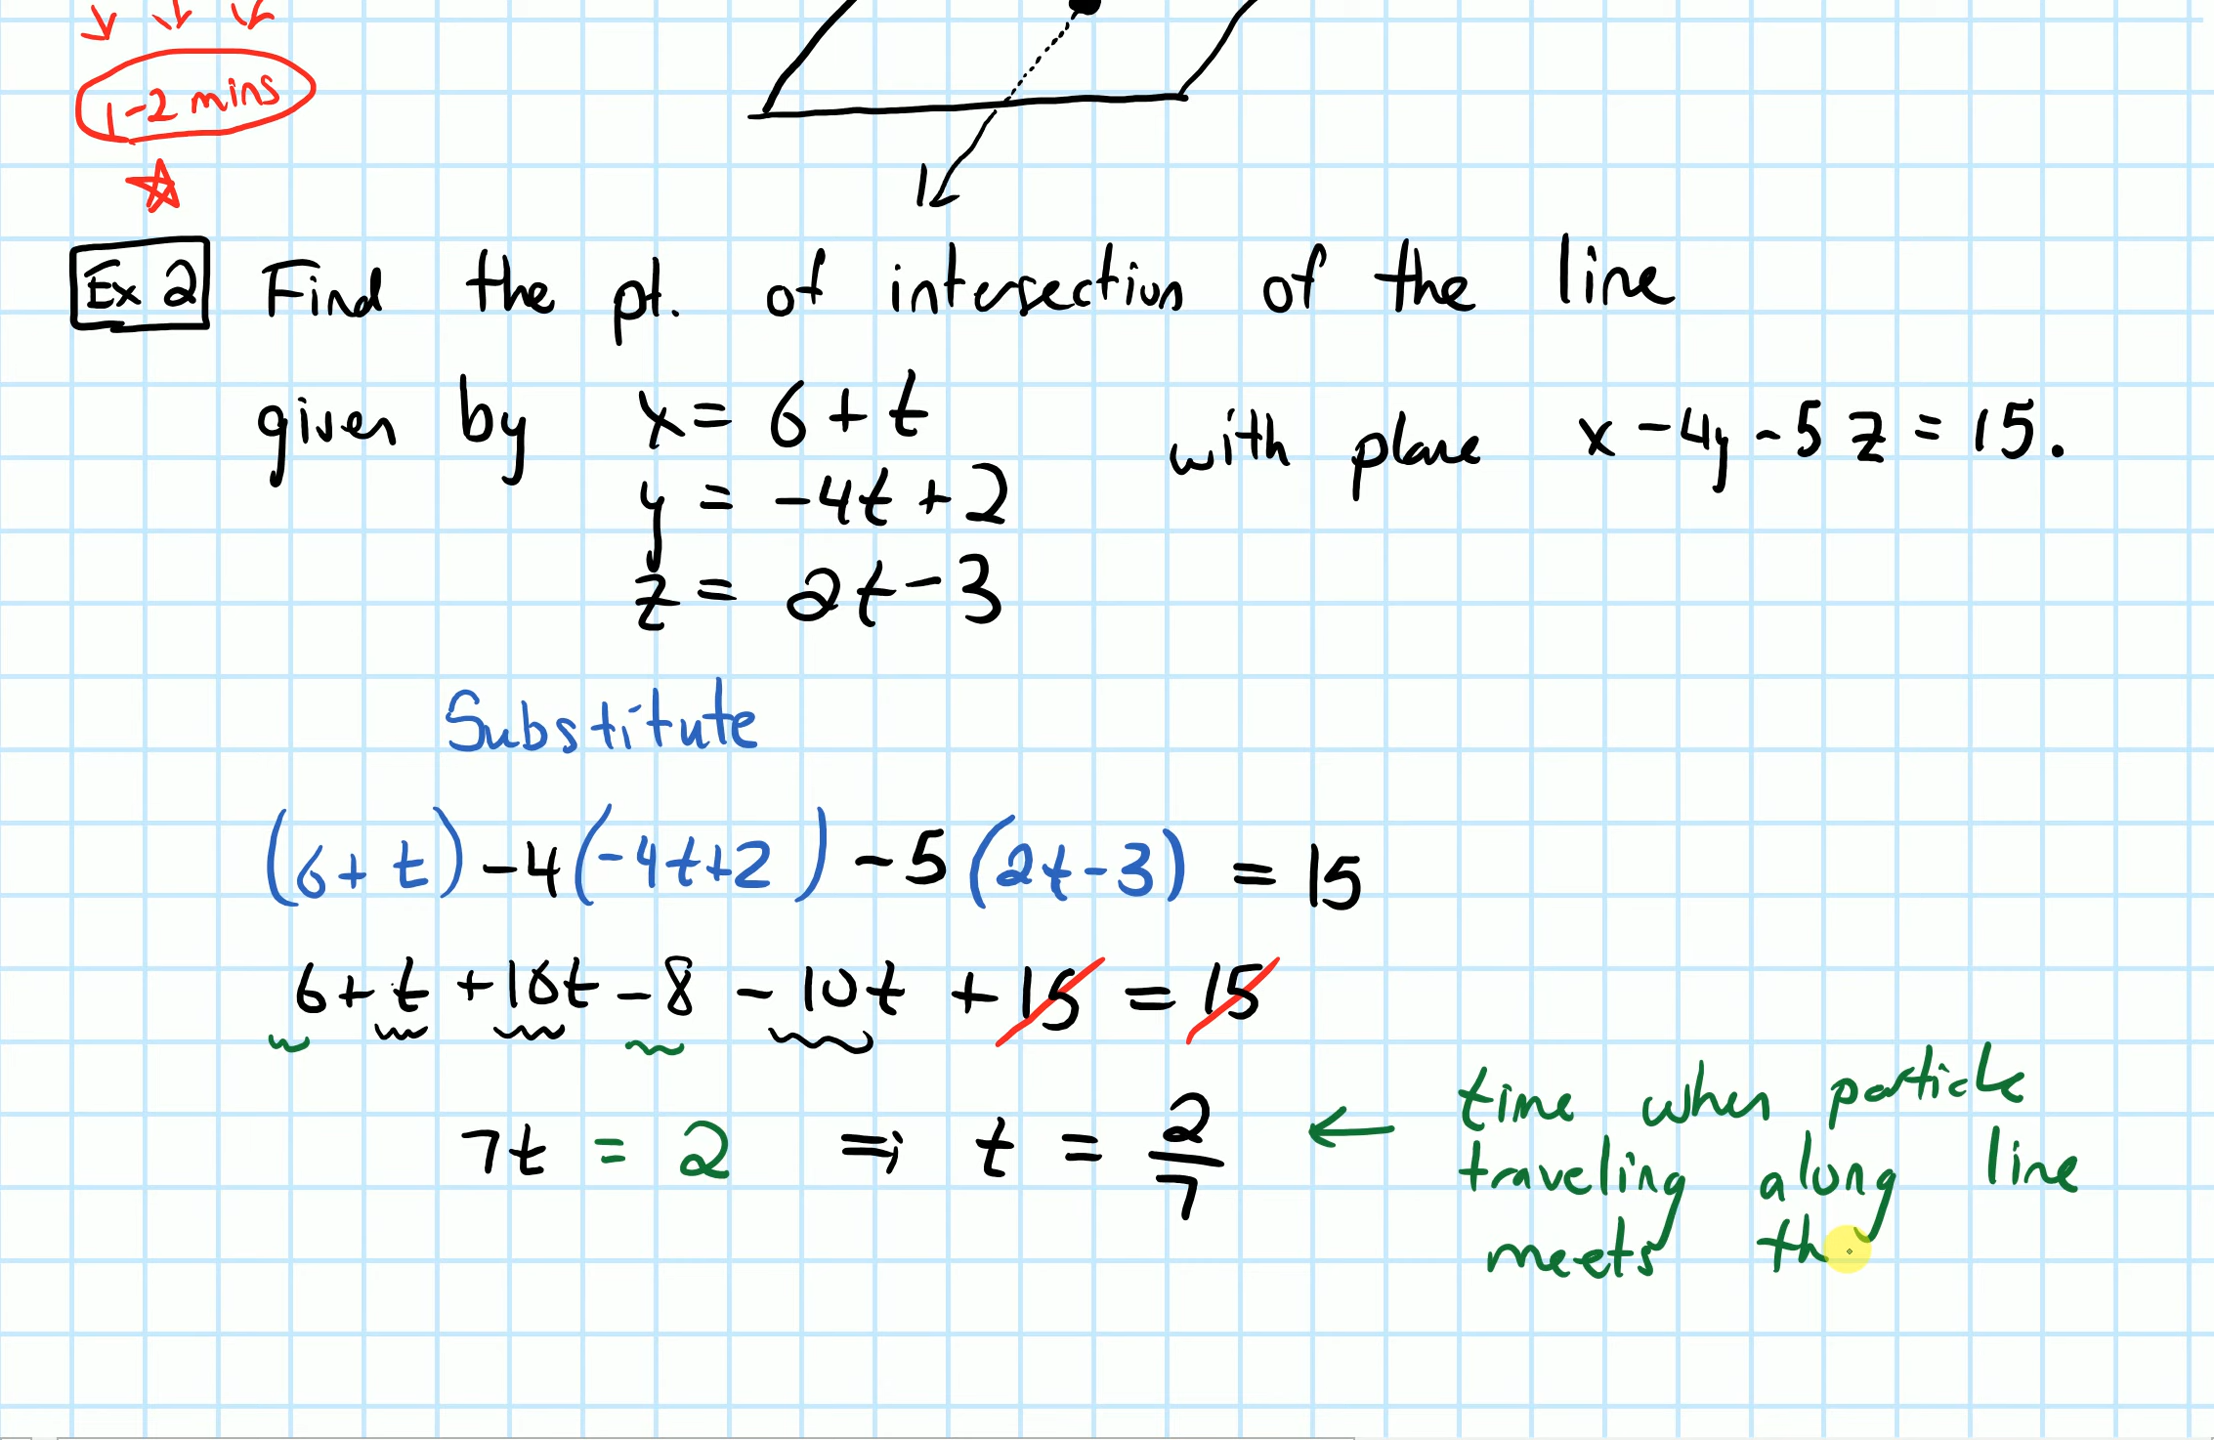 1-2 mins
Ex 2 Find the pt. of intersection of the line
given by x = 6 + t with plane x - 4y - 5z = 15.
y = -4t + 2
z = 2t - 3
Substitute
(6 + t) - 4(-4t+2) - 5(2t-3) = 15
6 + t + 16t - 8 - 10t + 15 = 15
7t = 2 ⇒ t = 2/7 ← time when particle
traveling along line
meets th